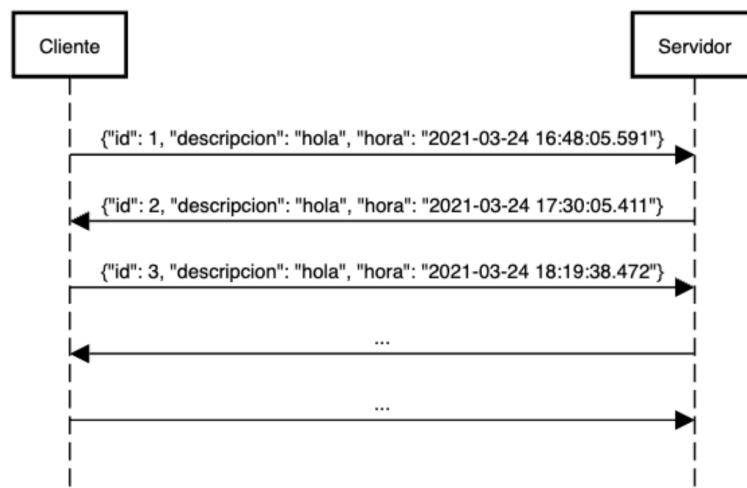 Cliente
Servidor
{"id": 1, "descripcion": "hola", "hora": "2021-03-24 16:48:05.591"}
{"id": 2, "descripcion": "hola", "hora": "2021-03-24 17:30:05.411"}
{"id": 3, "descripcion": "hola", "hora": "2021-03-24 18:19:38.472"}
...
...